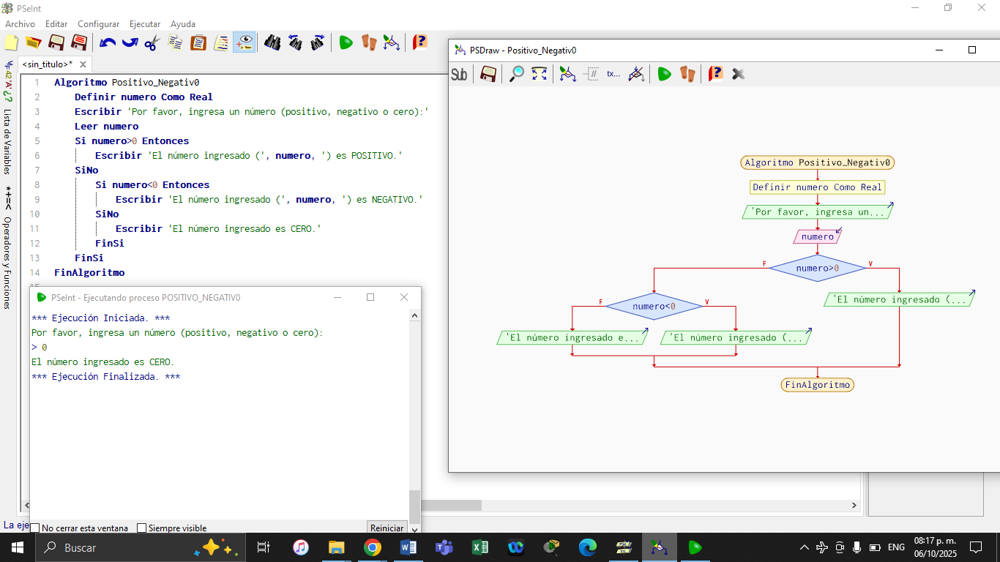 PSeInt
Archivo Editar Configurar Ejecutar Ayuda
<sin_titulo>* X
Lista de Variables
*+=<
Operadores y Funciones
1 Algoritmo Positivo_Negativ0
2 Definir numero Como Real
3 Escribir 'Por favor, ingresa un número (positivo, negativo o cero):'
4 Leer numero
5 Si numero>0 Entonces
6 Escribir 'El número ingresado (', numero, ') es POSITIVO.'
7 SiNo
8 Si numero<0 Entonces
9 Escribir 'El número ingresado (', numero, ') es NEGATIVO.'
10 SiNo
11 Escribir 'El número ingresado es CERO.'
12 FinSi
13 FinSi
14 FinAlgoritmo
PSeInt - Ejecutando proceso POSITIVO_NEGATIV0
*** Ejecución Iniciada. ***
Por favor, ingresa un número (positivo, negativo o cero):
> 0
El número ingresado es CERO.
*** Ejecución Finalizada. ***
No cerrar esta ventana Siempre visible Reiniciar
La eje
PSDraw - Positivo_Negativ0
Sub
tx...
Algoritmo Positivo_Negativ0
Definir numero Como Real
'Por favor, ingresa un...
numero
F numero>0 V
'El número ingresado (...
F numero<0 V
'El número ingresado e...
'El número ingresado (...
FinAlgoritmo
Buscar
ENG
08:17 p. m.
06/10/2025